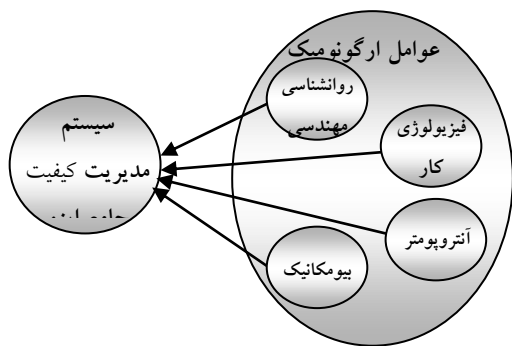 عوامل ارگونومیک
روانشناسی
مهندسی
فیزیولوژی
کار
آنتروپومتر
بیومکانیک
سیستم
مدیریت کیفیت